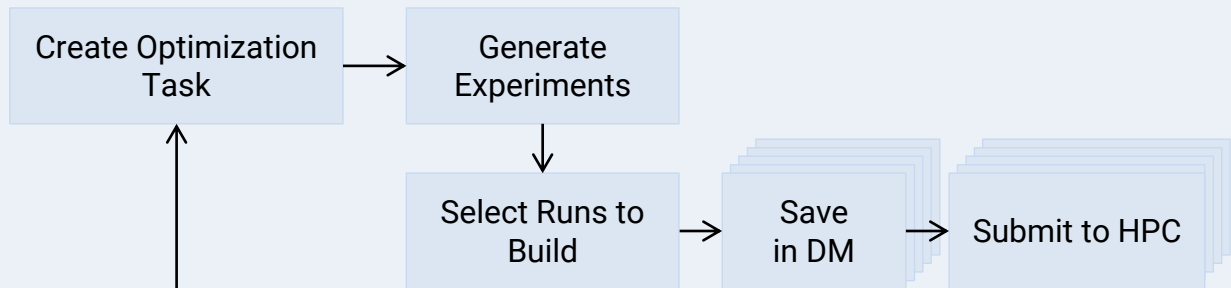 Create Optimization
Task
Generate
Experiments
Select Runs to
Build
Save
in DM
Submit to HPC